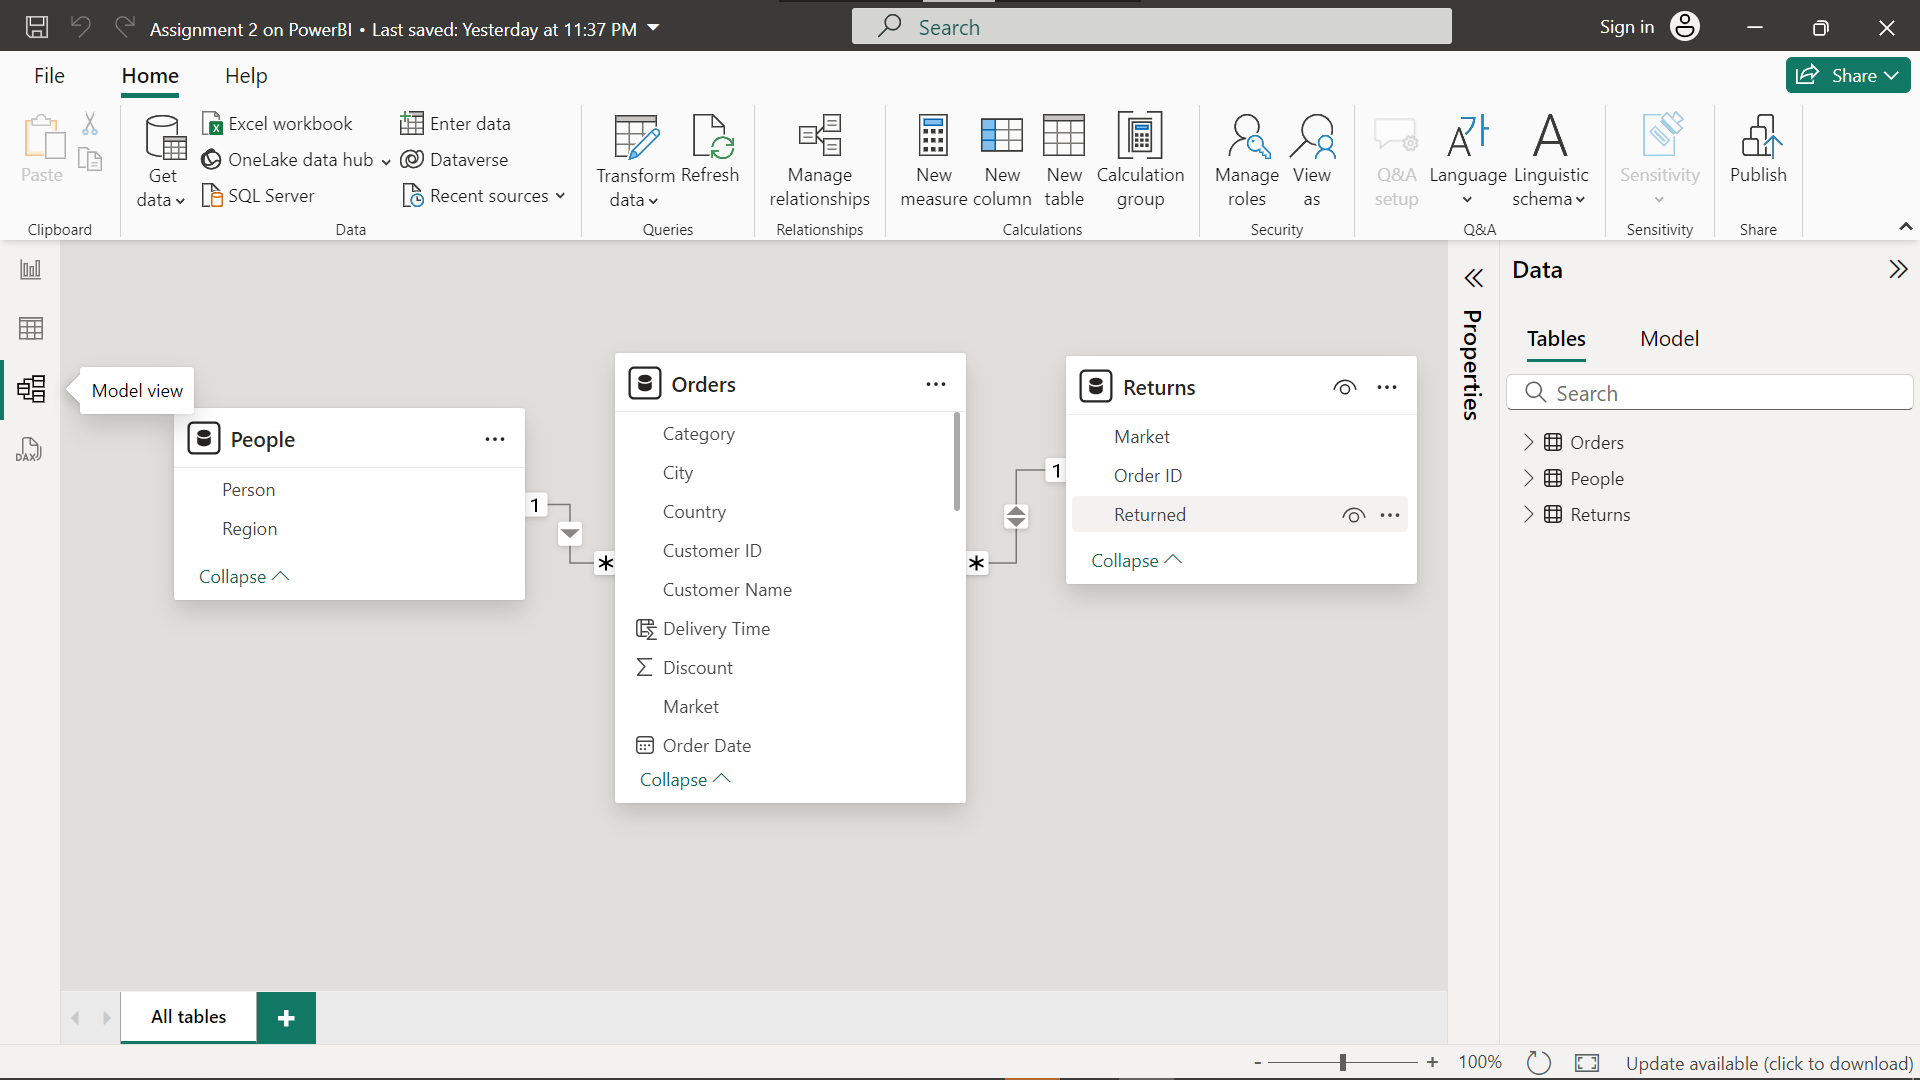 Assignment 2 on PowerBI • Last saved: Yesterday at 11:37 PM
Search
Sign in
File
Home
Help
Share
Paste
Clipboard
Get data
Excel workbook
OneLake data hub
SQL Server
Enter data
Dataverse
Recent sources
Data
Transform data
Refresh
Queries
Manage relationships
Relationships
New measure
New column
New table
Calculation group
Calculations
Manage roles
View as
Security
Q&A setup
Language
Linguistic schema
Q&A
Sensitivity
Sensitivity
Publish
Share
DAX
Model view
People
Person
Region
Collapse
1
*
Orders
Category
City
Country
Customer ID
Customer Name
Delivery Time
Discount
Market
Order Date
Collapse
*
1
Returns
Market
Order ID
Returned
Collapse
Properties
Data
Tables
Model
Search
Orders
People
Returns
All tables
+
- + 100%
Update available (click to download)